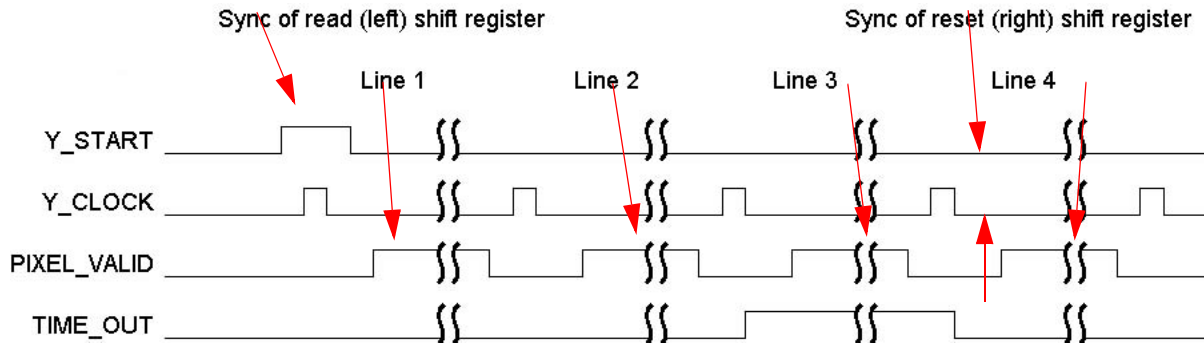 Sync of read (left) shift register
Sync of reset (right) shift register
Line 1
Line 2
Line 3
Line 4
Y_START
Y_CLOCK
PIXEL_VALID
TIME_OUT